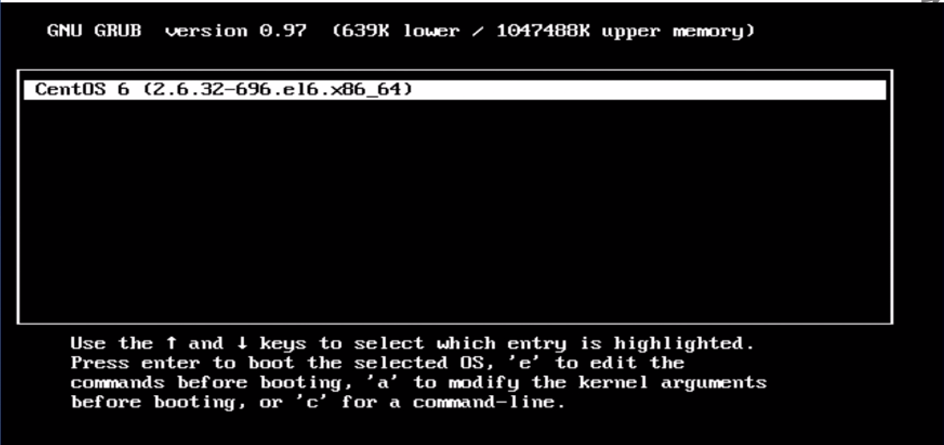 GNU GRUB  version 0.97  (639K lower / 1047488K upper memory)
CentOS 6 (2.6.32-696.el6.x86_64)
Use the ↑ and ↓ keys to select which entry is highlighted.
Press enter to boot the selected OS, 'e' to edit the
commands before booting, 'a' to modify the kernel arguments
before booting, or 'c' for a command-line.